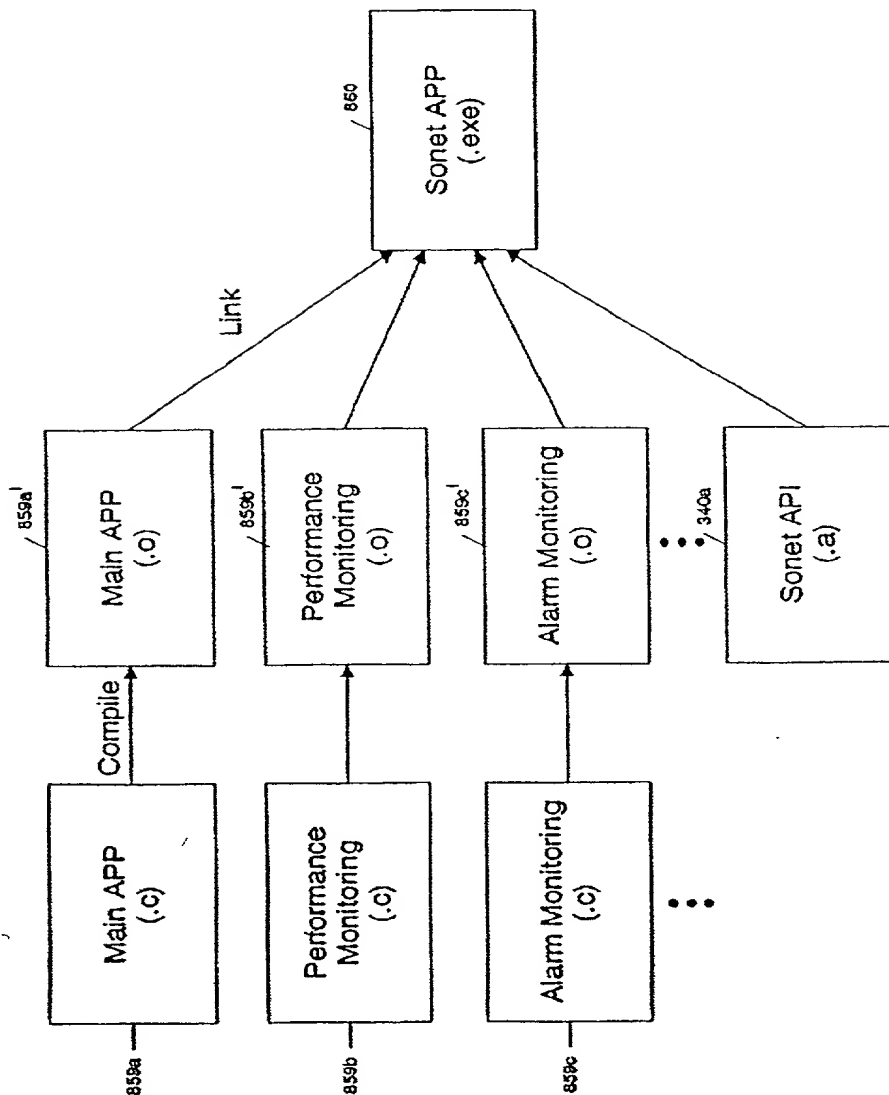 859a
Main APP
(.c)
Compile
859a'
Main APP
(.o)
Link
859b
Performance
Monitoring
(.c)
859b'
Performance
Monitoring
(.o)
860
Sonet APP
(.exe)
859c
Alarm Monitoring
(.c)
859c'
Alarm Monitoring
(.o)
340a
Sonet API
(.a)